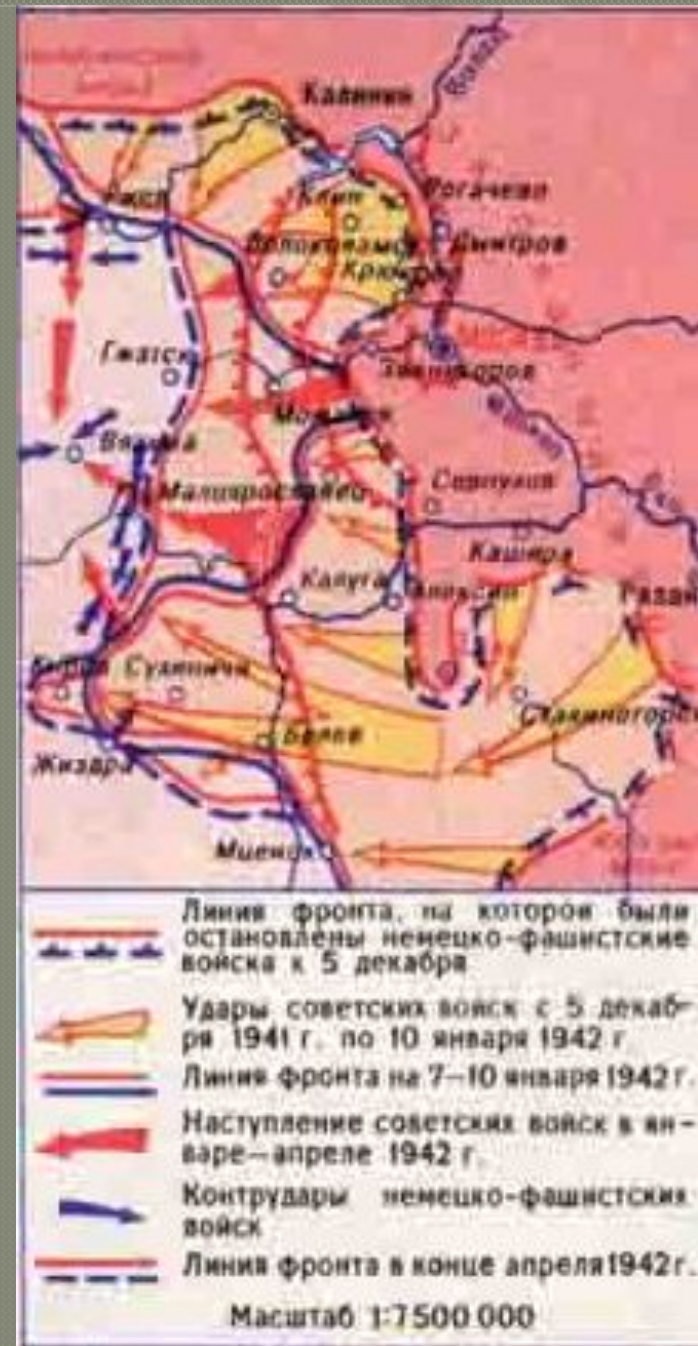 Калинин
Волга
Ржев
Клин
Рогачево
Волоколамск
Дмитров
Крюково
Гжатск
Звенигород
Можайск
Вязьма
Малоярославец
Серпухов
Кашира
Калуга
Алексин
Рязань
Киров
Сухиничи
Сталиногорск
Белев
Жиздра
Мценск
Линия фронта, на которой были
остановлены немецко-фашистские
войска к 5 декабря
Удары советских войск с 5 декаб-
ря 1941 г. по 10 января 1942 г.
Линия фронта на 7–10 января 1942 г.
Наступление советских войск в ян-
варе–апреле 1942 г.
Контрудары немецко-фашистских
войск
Линия фронта в конце апреля 1942 г.
Масштаб 1:7500 000